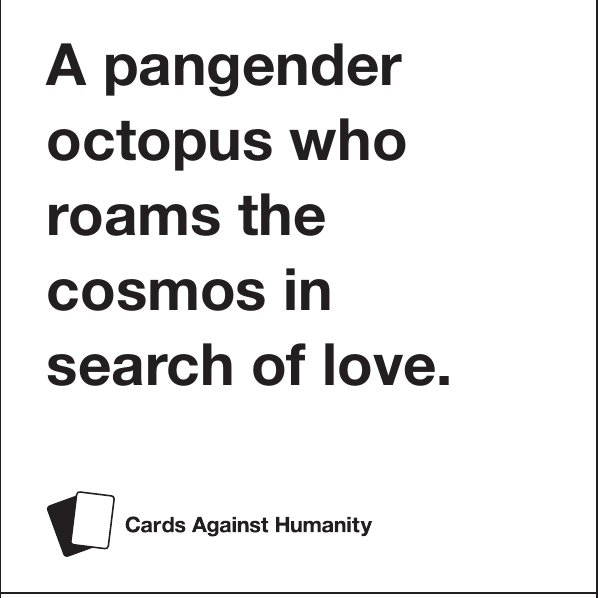 A pangender
octopus who
roams the
cosmos in
search of love.
Cards Against Humanity